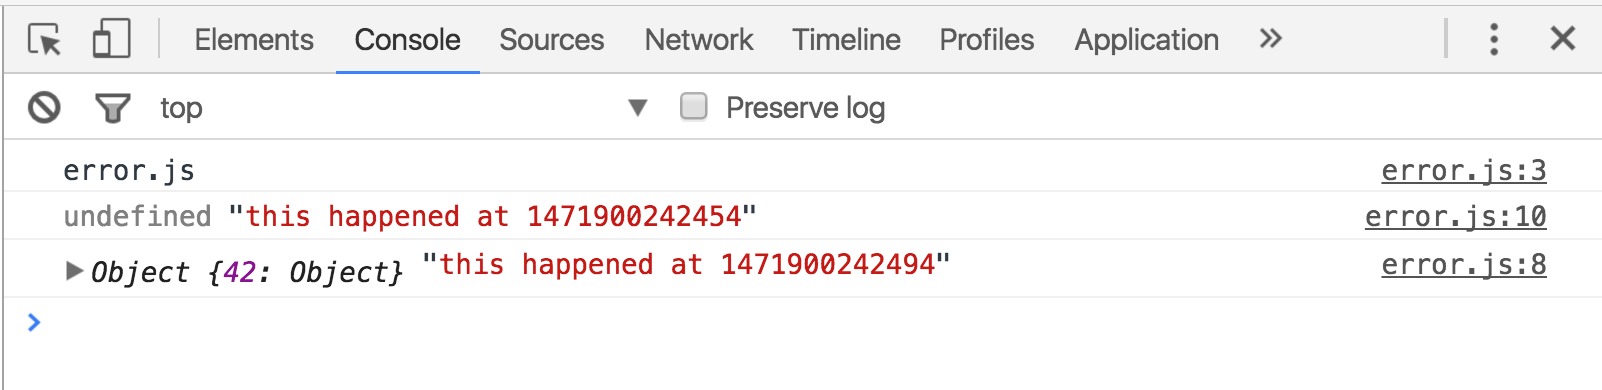 Elements Console Sources Network Timeline Profiles Application »
top ▼ Preserve log
error.js error.js:3
undefined "this happened at 1471900242454" error.js:10
▶Object {42: Object} "this happened at 1471900242494" error.js:8